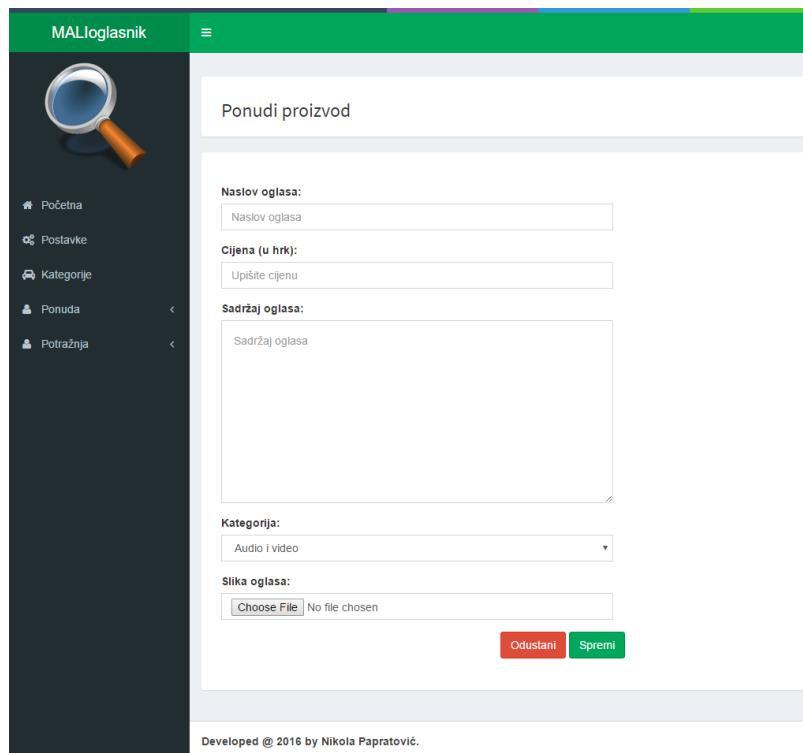 MALIoglasnik
Početna
Postavke
Kategorije
Ponuda
Potražnja
Ponudi proizvod
Naslov oglasa:
Naslov oglasa
Cijena (u hrk):
Upišite cijenu
Sadržaj oglasa:
Sadržaj oglasa
Kategorija:
Audio i video
Slika oglasa:
Choose File No file chosen
Odustani Spremi
Developed @ 2016 by Nikola Papratović.